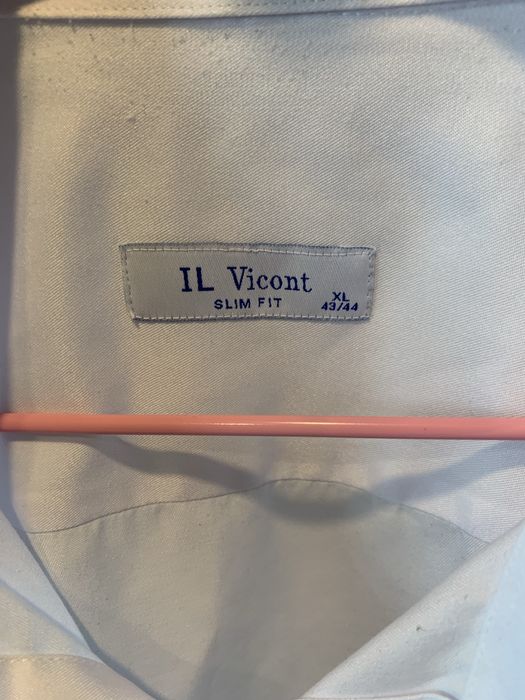 IL Vicont
SLIM FIT
XL
43/44